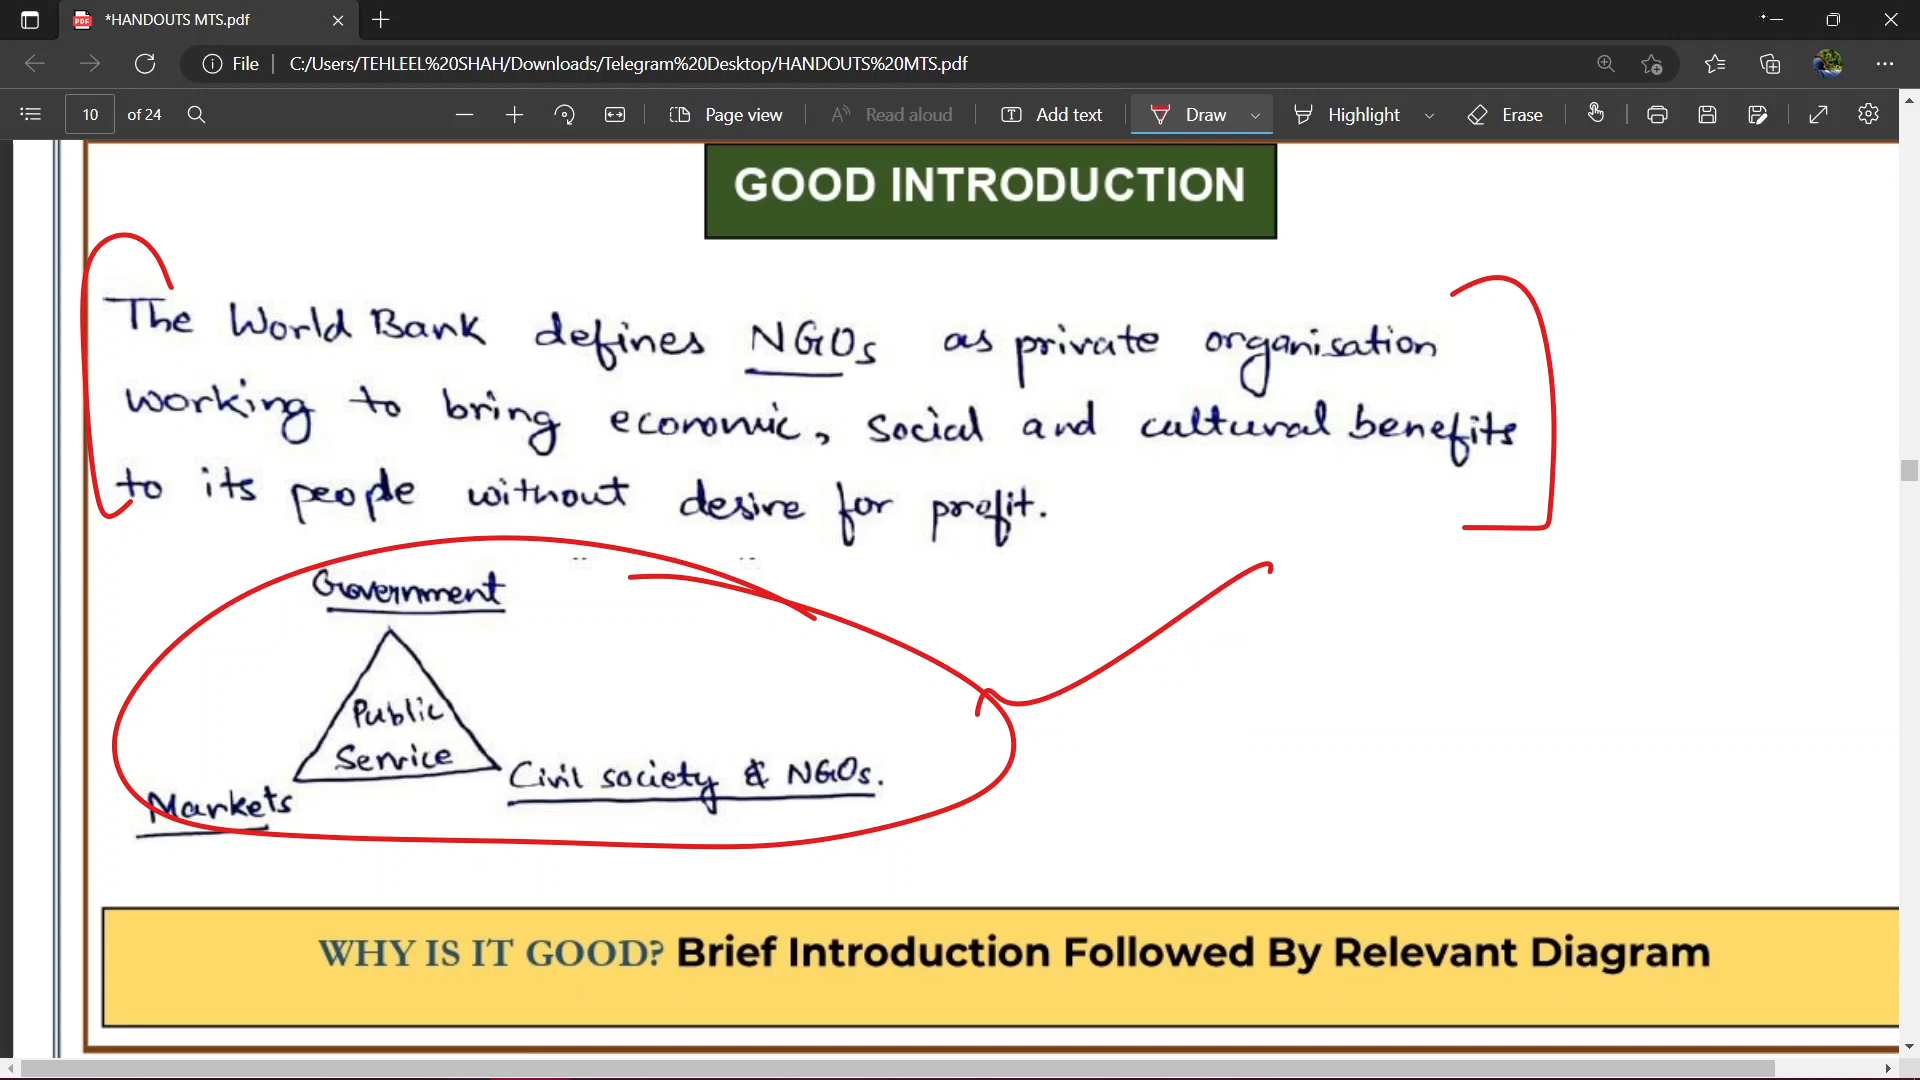 *HANDOUTS MTS.pdf
File C:/Users/TEHLEEL%20SHAH/Downloads/Telegram%20Desktop/HANDOUTS%20MTS.pdf
10 of 24 Page view Read aloud Add text Draw Highlight Erase
GOOD INTRODUCTION
The World Bank defines NGOs as private organisation
working to bring economic, social and cultural benefits
to its people without desire for profit.
Government
Public
Service
Civil society & NGOs.
Markets
WHY IS IT GOOD? Brief Introduction Followed By Relevant Diagram